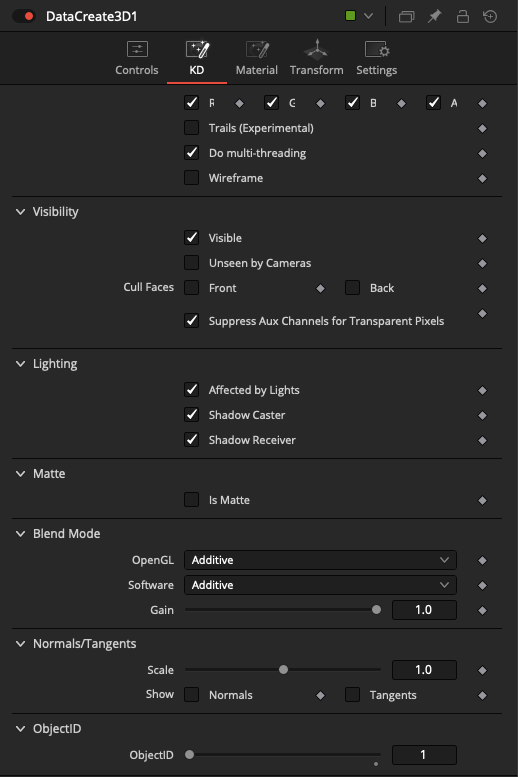 DataCreate3D1
Controls KD Material Transform Settings
R G B A
Trails (Experimental)
Do multi-threading
Wireframe
Visibility
Visible
Unseen by Cameras
Cull Faces Front Back
Suppress Aux Channels for Transparent Pixels
Lighting
Affected by Lights
Shadow Caster
Shadow Receiver
Matte
Is Matte
Blend Mode
OpenGL Additive
Software Additive
Gain 1.0
Normals/Tangents
Scale 1.0
Show Normals Tangents
ObjectID
ObjectID 1